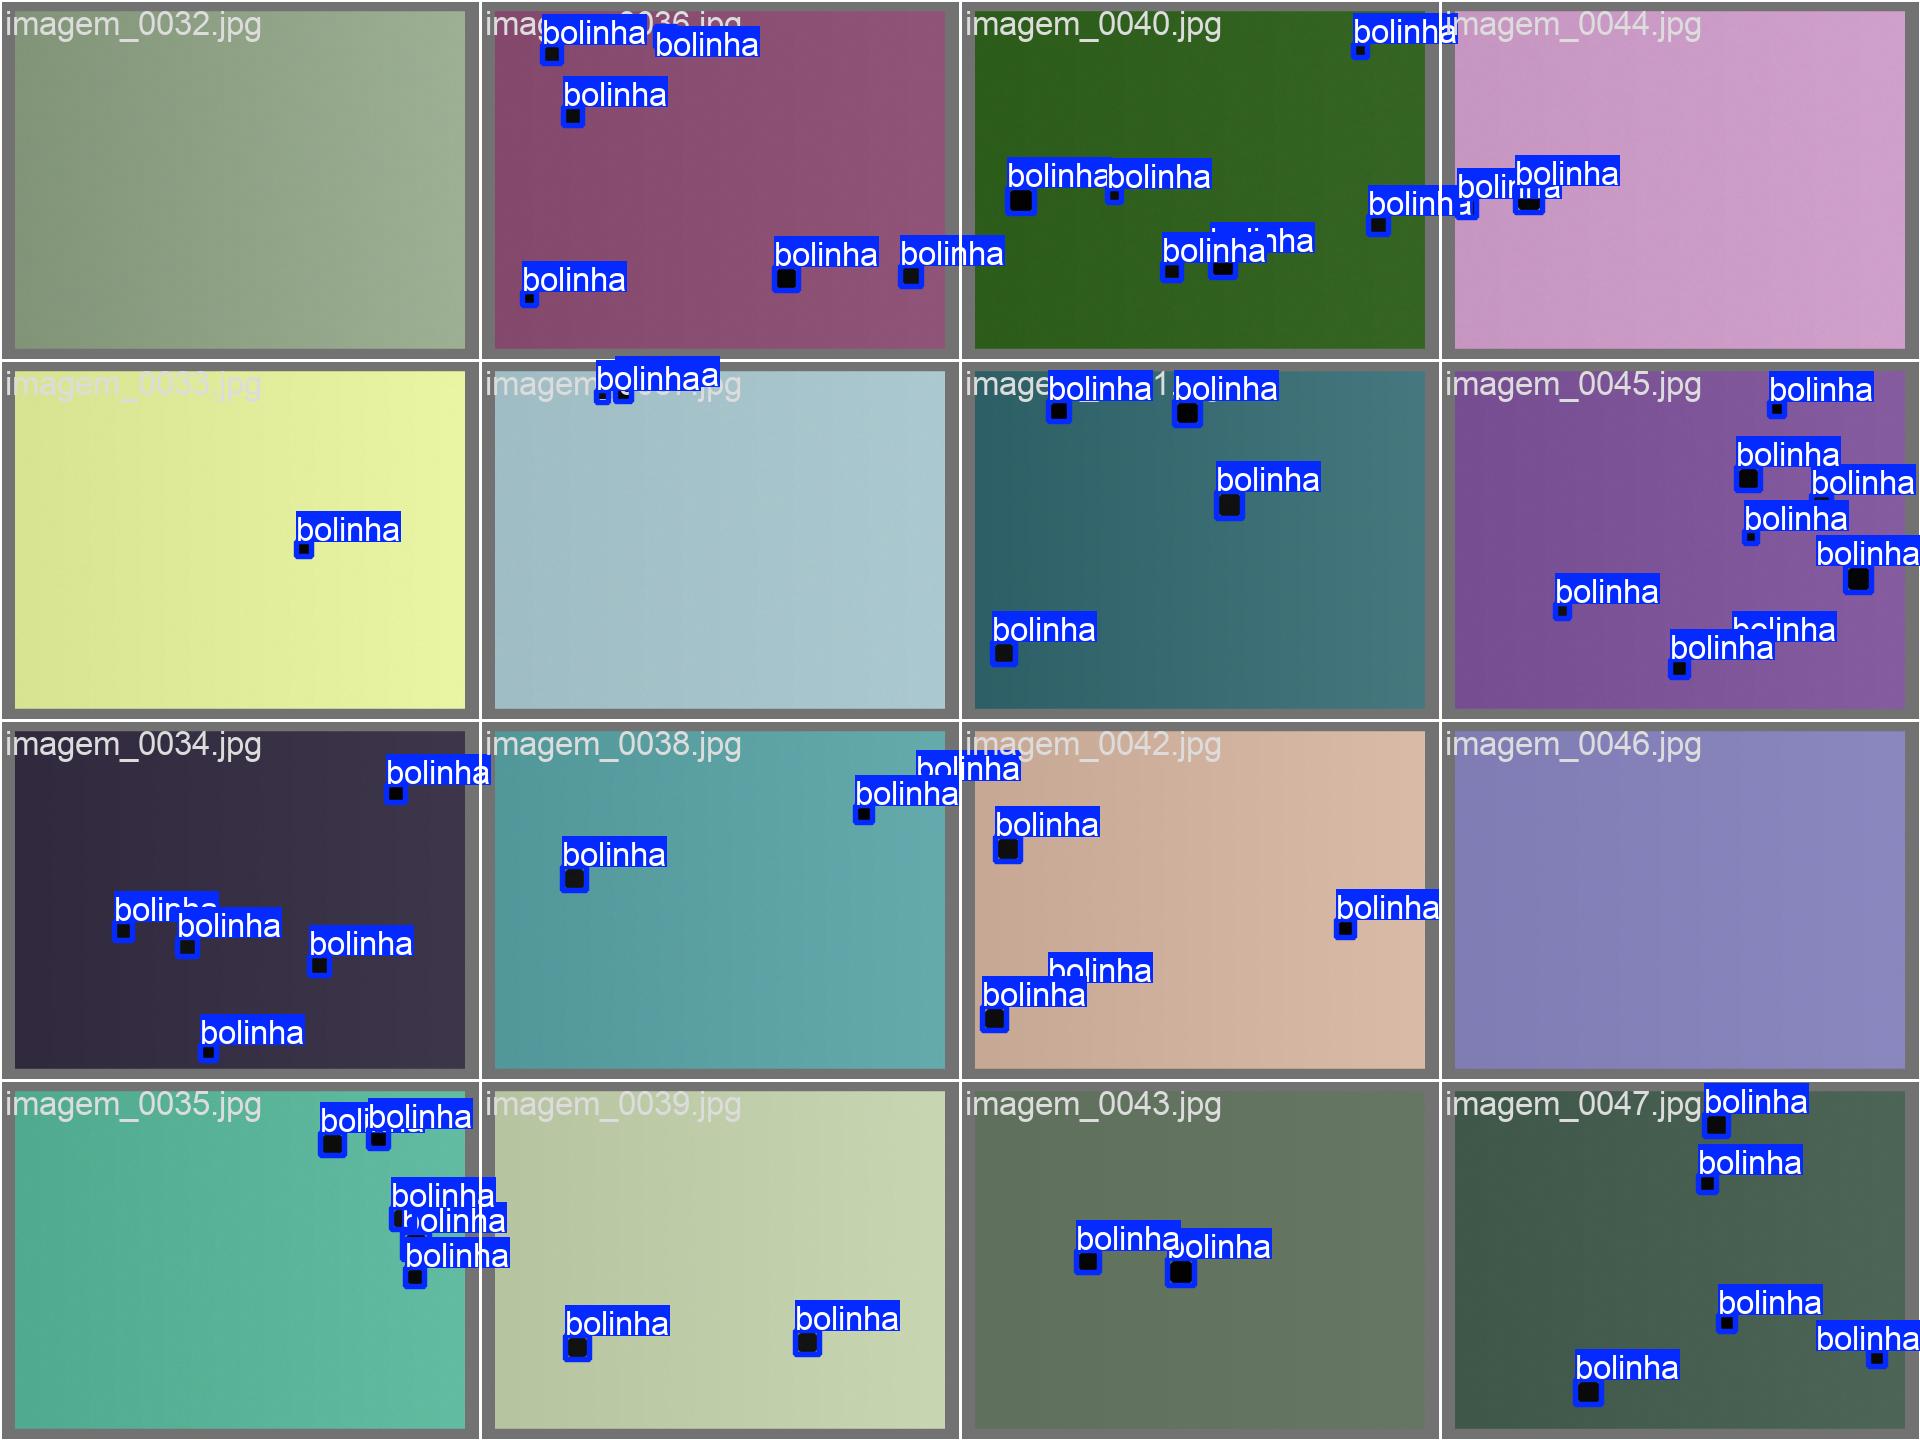 imagem_0032.jpg
bolinha
bolinha
bolinha
bolinha
bolinha
bolinha
imagem_0040.jpg
bolinha
bolinha
bolinha
bolinha
bolinha
bolinha
imagem_0044.jpg
bolinha
bolinha
imagem_0033.jpg
bolinha
bolinha
bolinha
bolinha
bolinha
bolinha
imagem_0045.jpg
bolinha
bolinha
bolinha
bolinha
bolinha
bolinha
bolinha
bolinha
imagem_0034.jpg
bolinha
bolinha
bolinha
bolinha
bolinha
imagem_0038.jpg
bolinha
bolinha
bolinha
imagem_0042.jpg
bolinha
bolinha
bolinha
bolinha
imagem_0046.jpg
imagem_0035.jpg
bolinha
bolinha
bolinha
bolinha
imagem_0039.jpg
bolinha
bolinha
imagem_0043.jpg
bolinha
bolinha
imagem_0047.jpg
bolinha
bolinha
bolinha
bolinha
bolinha